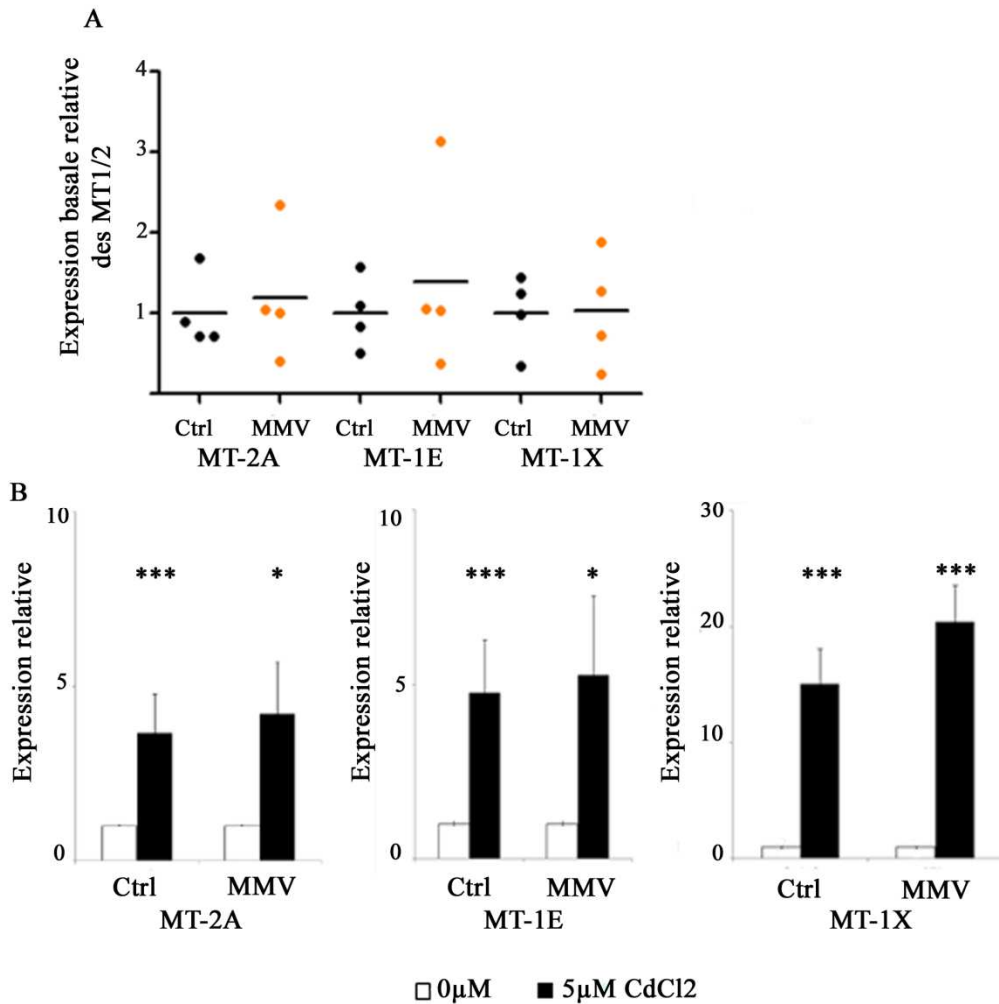 A
Expression basale relative
des MT1/2
4
3
2
1
Ctrl MMV Ctrl MMV Ctrl MMV
MT-2A MT-1E MT-1X
B
Expression relative
10
5
0
*** *
Ctrl MMV
MT-2A
Expression relative
10
5
0
*** *
Ctrl MMV
MT-1E
Expression relative
30
20
10
0
*** ***
Ctrl MMV
MT-1X
0µM 5µM CdCl2